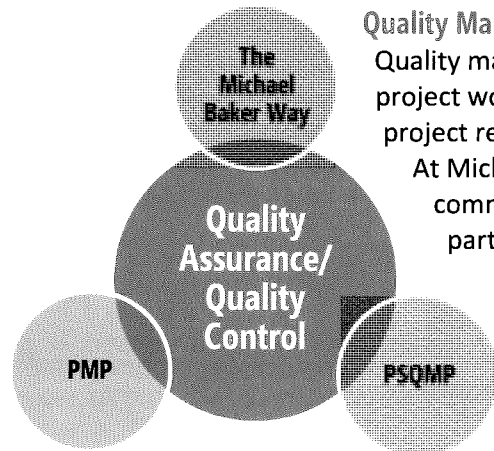 The
Michael
Baker Way
Quality
Assurance/
Quality
Control
PMP
PSQMP
Quality Ma
Quality ma
project wo
project re
At Mich
comm
part